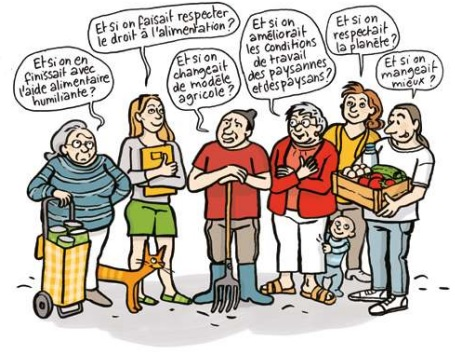 Et si on en
finissait avec
l'aide alimentaire
humiliante ?
Et si on faisait respecter
le droit à l'alimentation ?
Et si on
changeait
de modèle
agricole ?
Et si on
améliorait
les conditions
de travail
des paysannes
et des paysans ?
Et si on
respectait
la planète ?
Et si on
mangeait
mieux ?